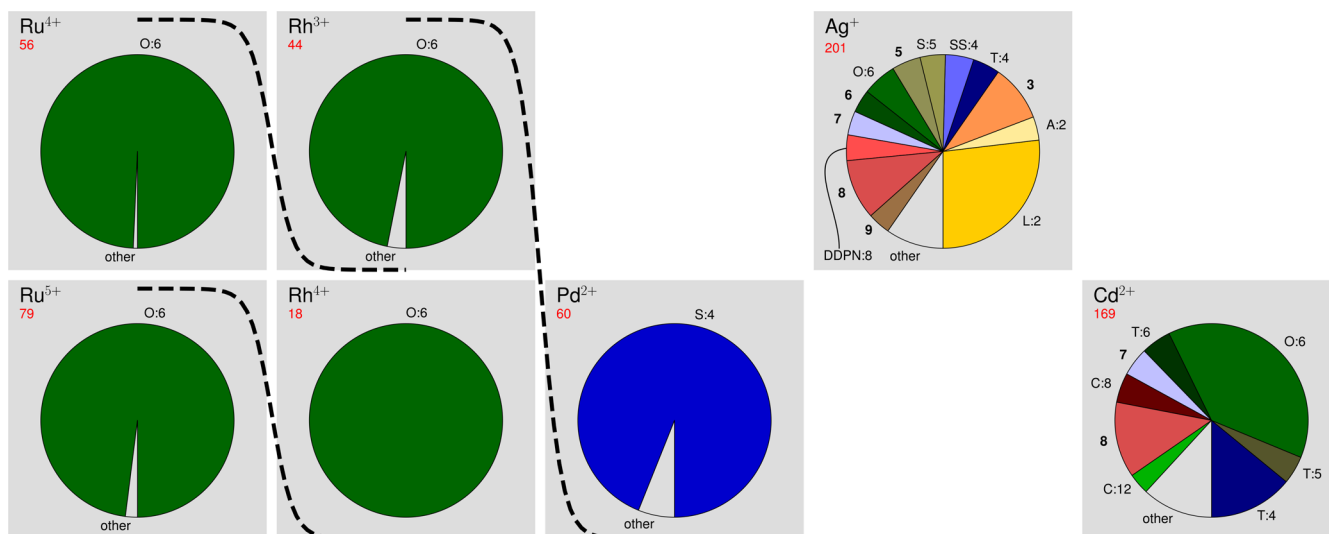 Ru⁴⁺
56
O:6
other
Rh³⁺
44
O:6
other
Ag⁺
201
5
S:5
SS:4
T:4
O:6
3
6
A:2
7
8
L:2
9
DDPN:8
other
Ru⁵⁺
79
O:6
other
Rh⁴⁺
18
O:6
Pd²⁺
60
S:4
other
Cd²⁺
169
T:6
O:6
7
C:8
8
T:5
C:12
other
T:4